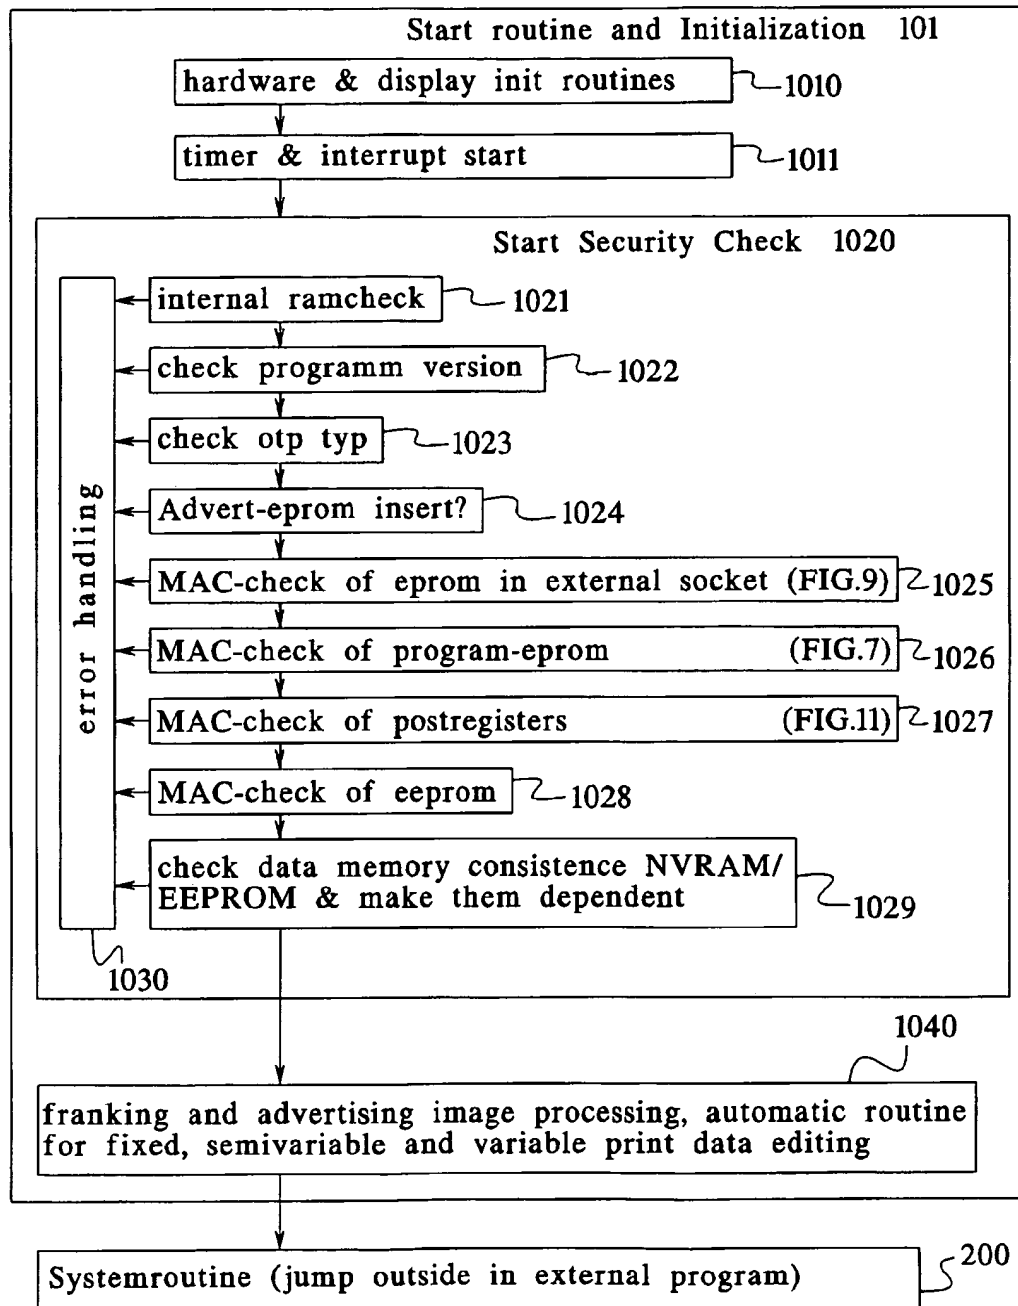 Start routine and Initialization 101
hardware & display init routines
1010
timer & interrupt start
1011
Start Security Check 1020
internal ramcheck
1021
check programm version
1022
check otp typ
1023
Advert-eprom insert?
1024
MAC-check of eprom in external socket (FIG.9)
1025
MAC-check of program-eprom (FIG.7)
1026
MAC-check of postregisters (FIG.11)
1027
MAC-check of eeprom
1028
check data memory consistence NVRAM/
EEPROM & make them dependent
1029
error handling
1030
1040
franking and advertising image processing, automatic routine
for fixed, semivariable and variable print data editing
Systemroutine (jump outside in external program)
200